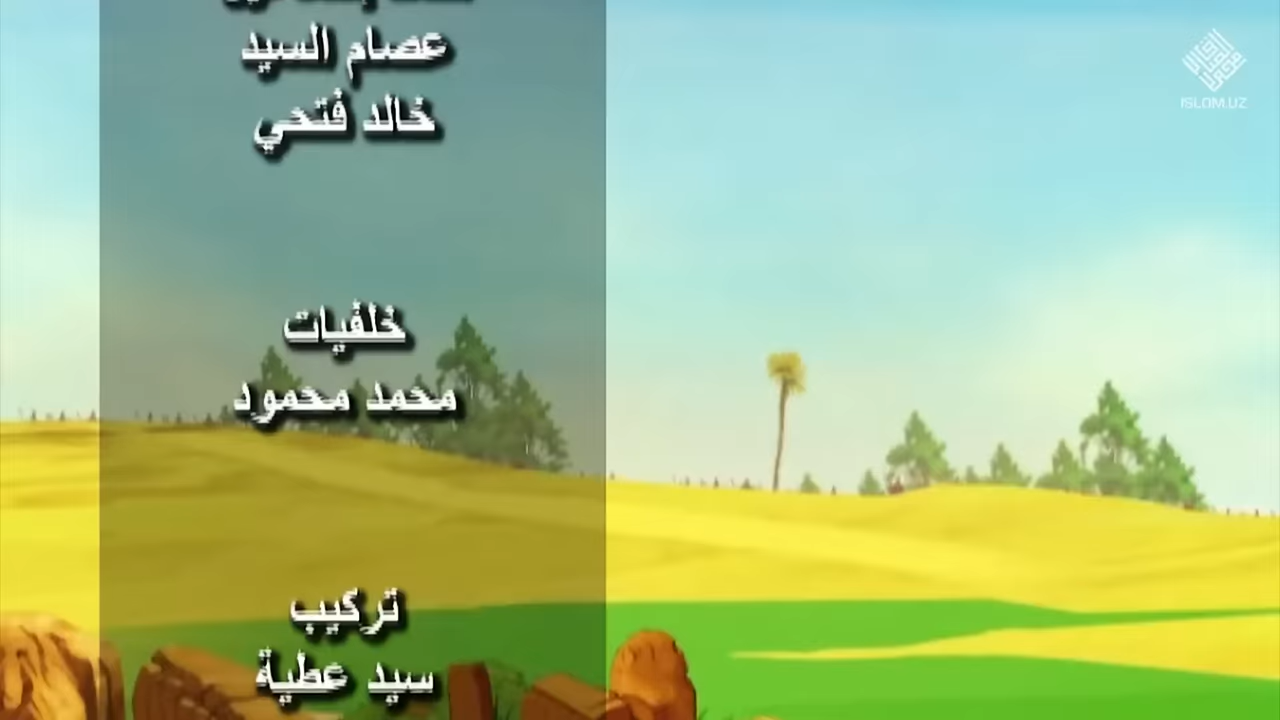 عصام السيد
خالد فتحي
خلفيات
محمد محمود
تركيب
سيد عطية
ISLOM.UZ